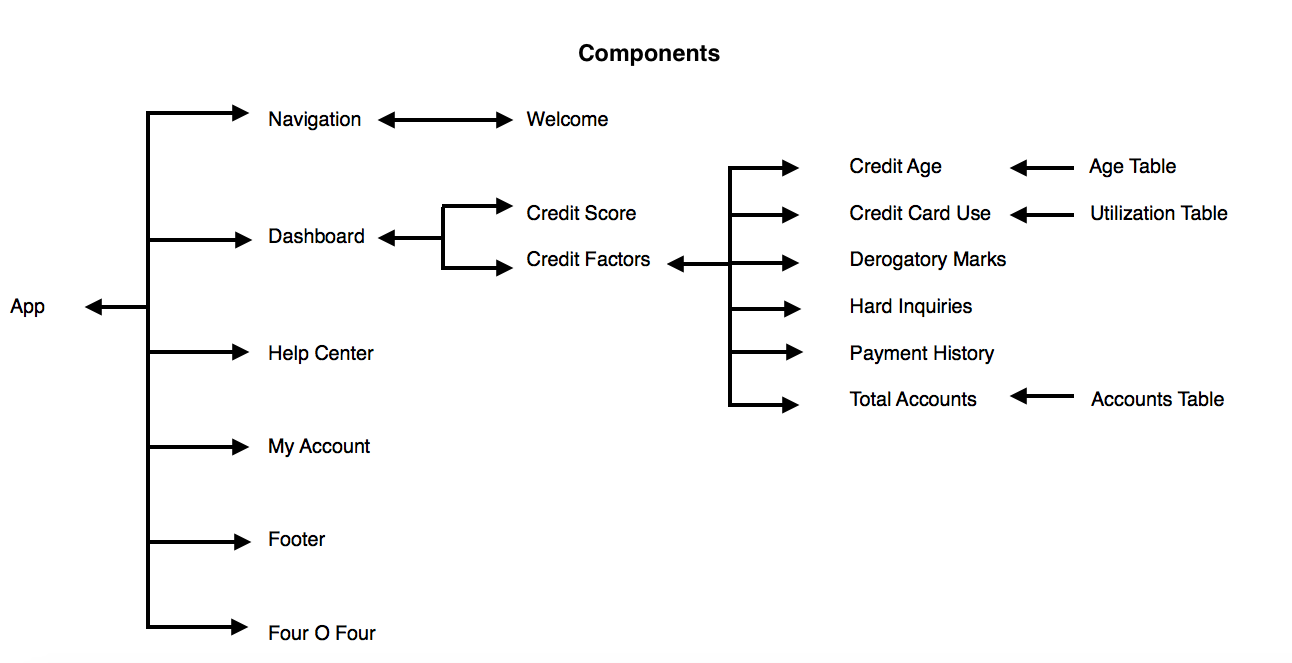 Components
App
Navigation
Welcome
Dashboard
Credit Score
Credit Factors
Credit Age
Age Table
Credit Card Use
Utilization Table
Derogatory Marks
Hard Inquiries
Payment History
Total Accounts
Accounts Table
Help Center
My Account
Footer
Four O Four